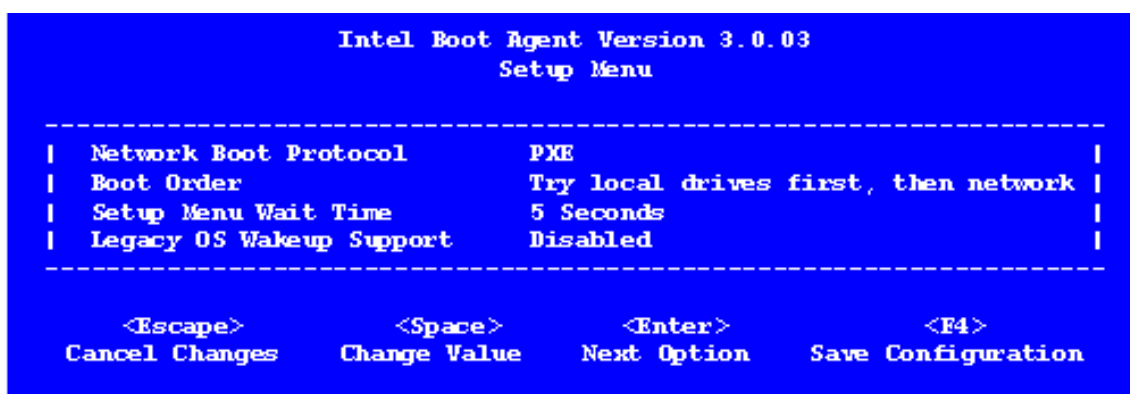 Intel Boot Agent Version 3.0.03
Setup Menu
Network Boot Protocol PXE
Boot Order Try local drives first, then network
Setup Menu Wait Time 5 Seconds
Legacy OS Wakeup Support Disabled
<Escape> <Space> <Enter> <F4>
Cancel Changes Change Value Next Option Save Configuration